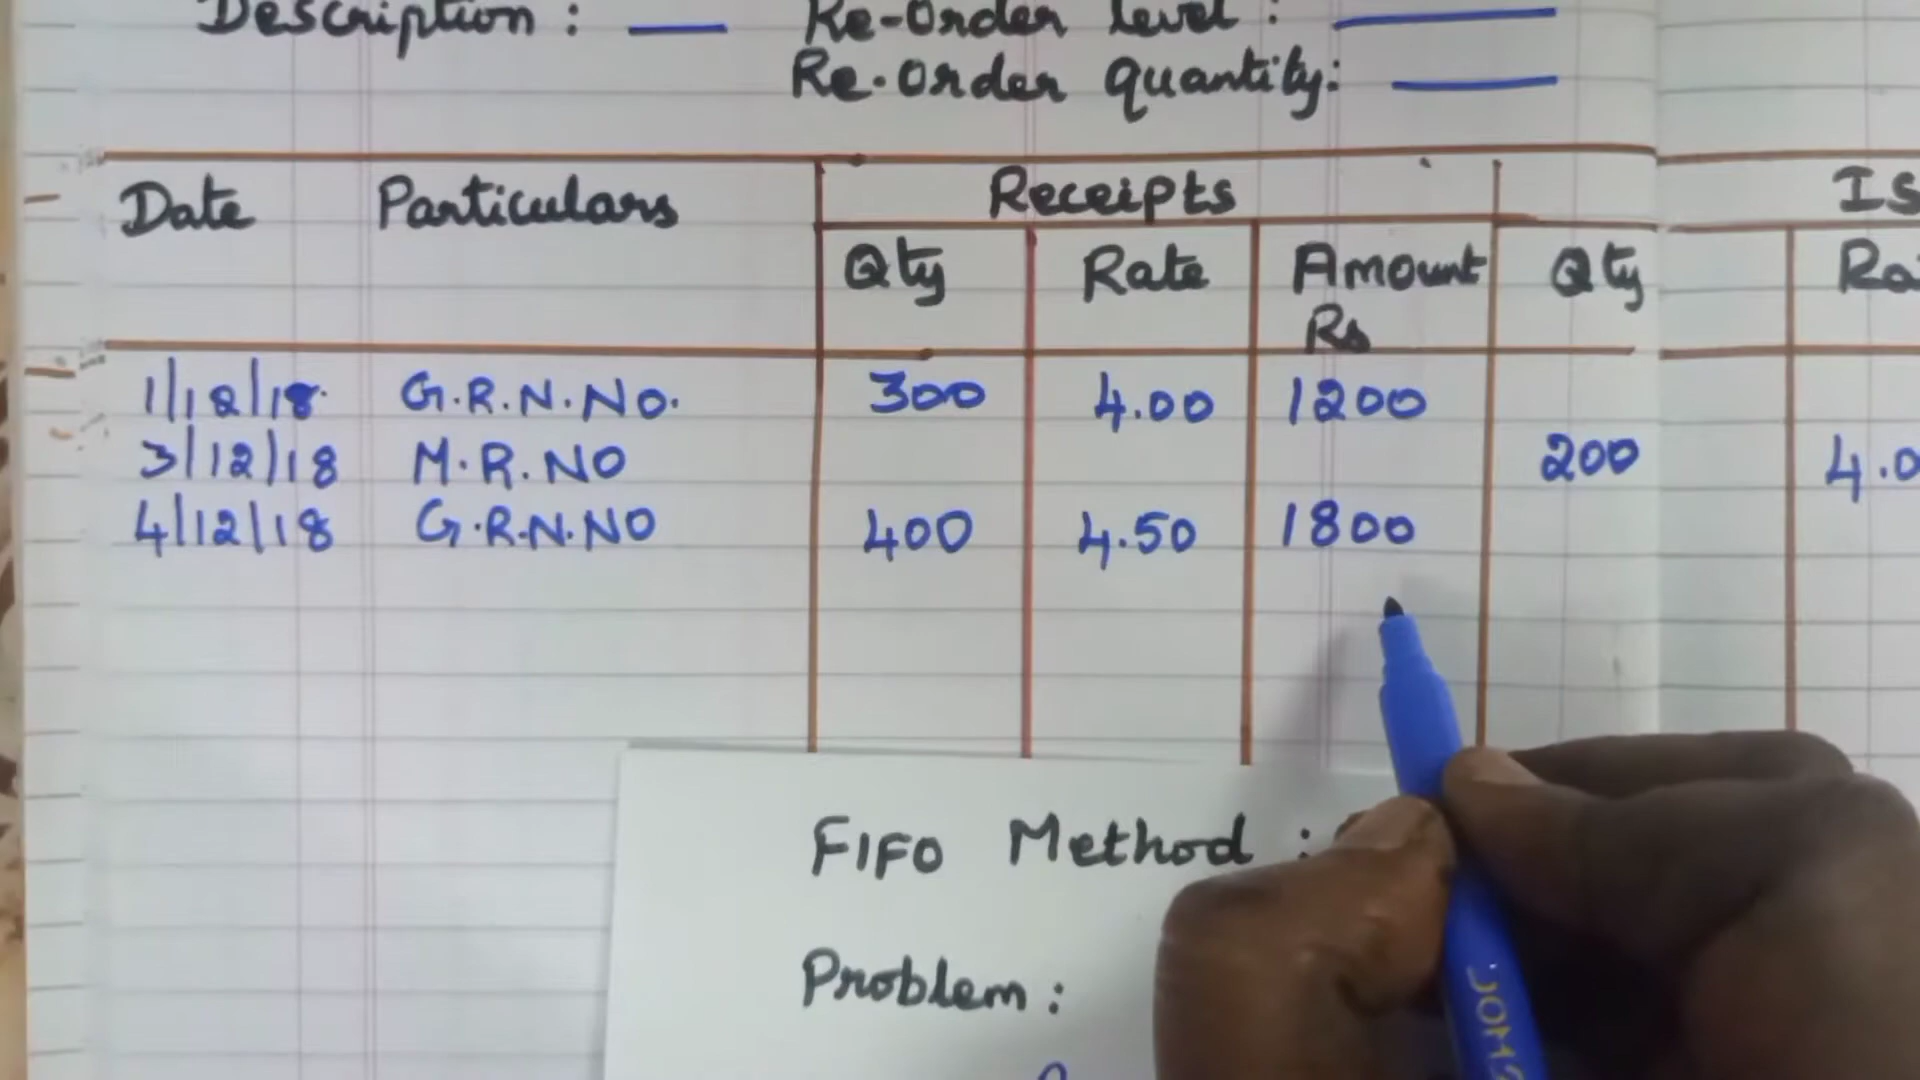 Description : Re-Order level :
Re-Order quantity:
Date Particulars Receipts
Qty Rate Amount Rs Qty
1/12/18 G.R.N.No. 300 4.00 1200
3/12/18 M.R.NO 200
4/12/18 G.R.N.NO 400 4.50 1800
FIFO Method :
Problem :